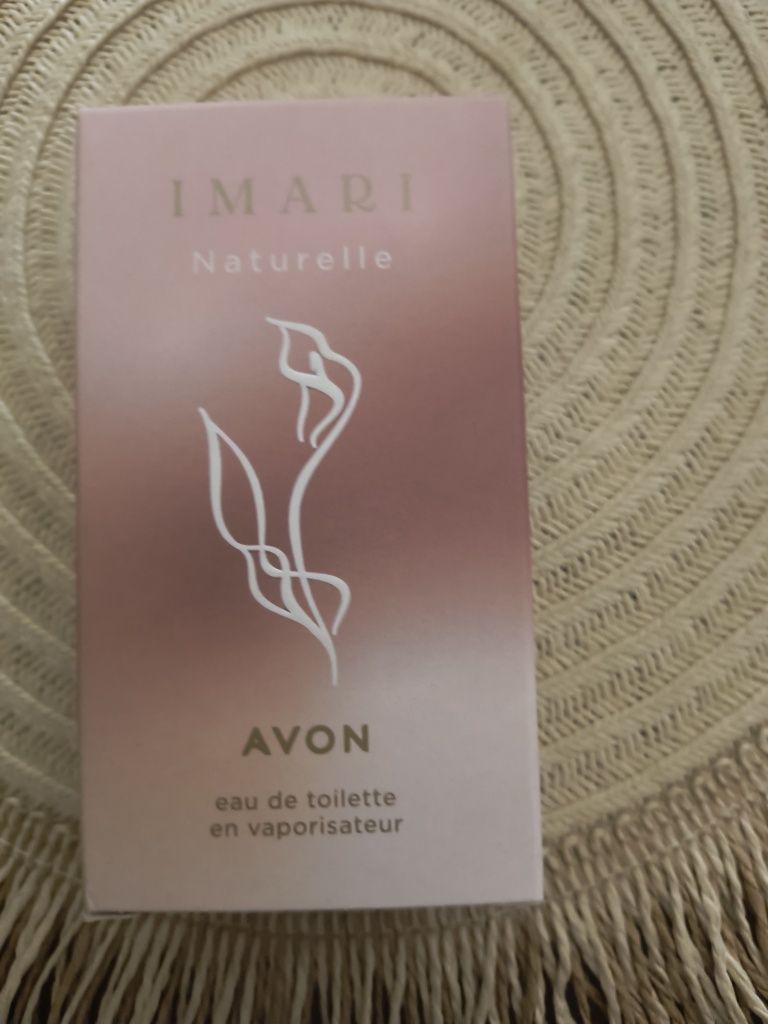 IMARI
Naturelle
AVON
eau de toilette
en vaporisateur